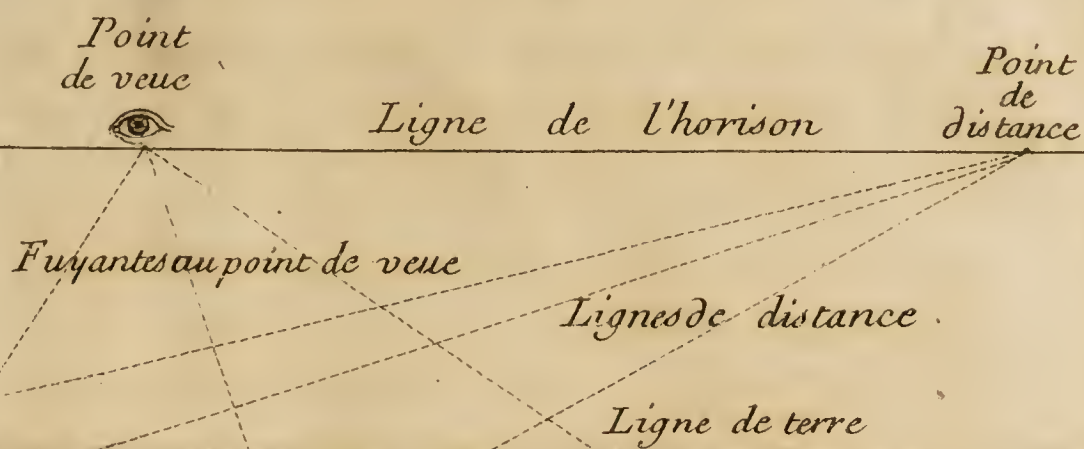 Point
de veue
Point
de
distance
Ligne de l'horison
Fuyantes au point de veue
Lignes de distance
Ligne de terre